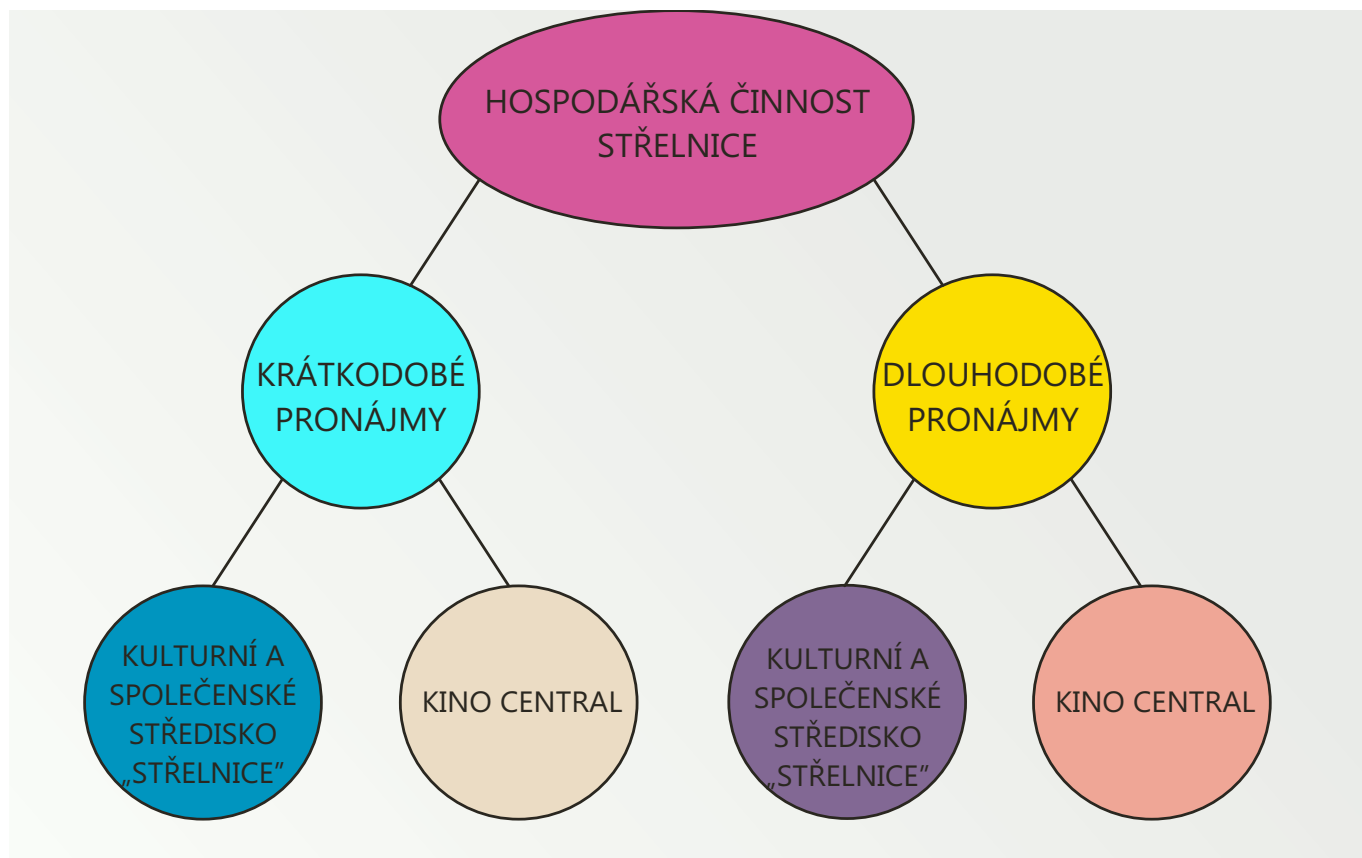 HOSPODÁŘSKÁ ČINNOST
STŘELNICE
KRÁTKODOBÉ
PRONÁJMY
DLOUHODOBÉ
PRONÁJMY
KULTURNÍ A
SPOLEČENSKÉ
STŘEDISKO
„STŘELNICE”
KINO CENTRAL
KULTURNÍ A
SPOLEČENSKÉ
STŘEDISKO
„STŘELNICE”
KINO CENTRAL